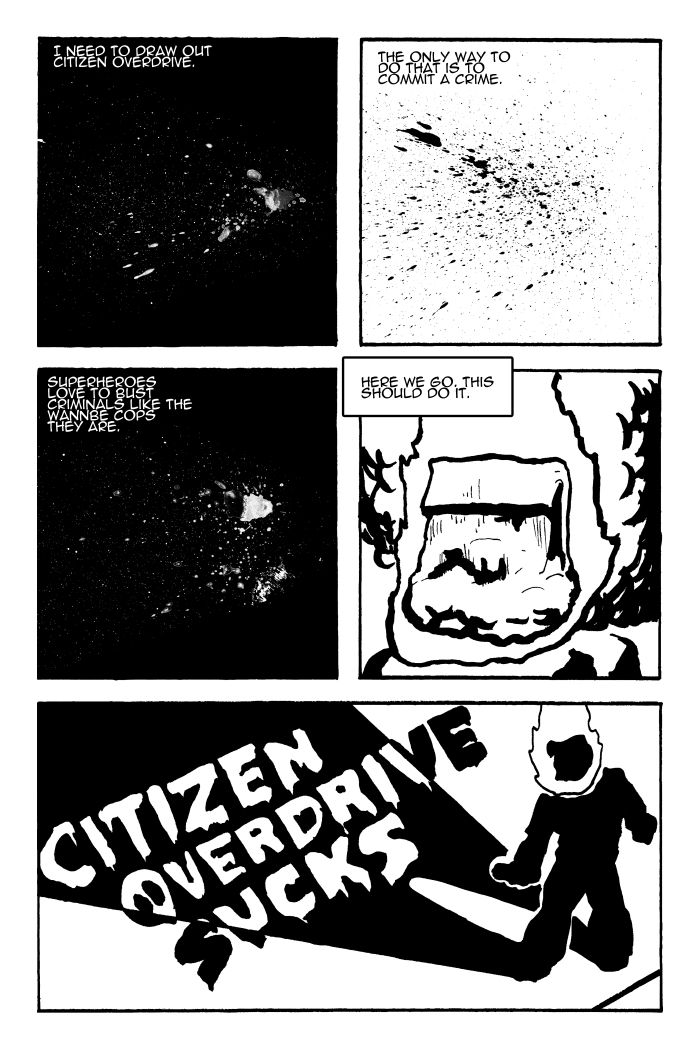 I NEED TO DRAW OUT
CITIZEN OVERDRIVE.
THE ONLY WAY TO
DO THAT IS TO
COMMIT A CRIME.
SUPERHEROES
LOVE TO BUST
CRIMINALS LIKE THE
WANNBE COPS
THEY ARE.
HERE WE GO. THIS
SHOULD DO IT.
CITIZEN
OVERDRIVE
SUCKS